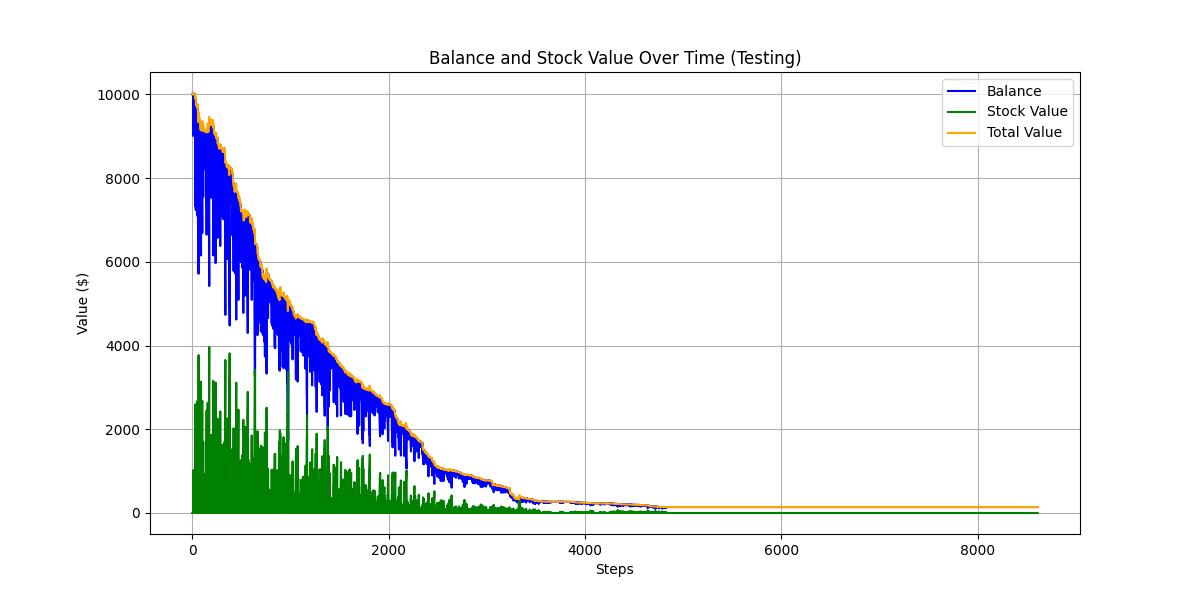 Balance and Stock Value Over Time (Testing)
Balance
Stock Value
Total Value
Value ($)
10000
8000
6000
4000
2000
0
0 2000 4000 6000 8000
Steps